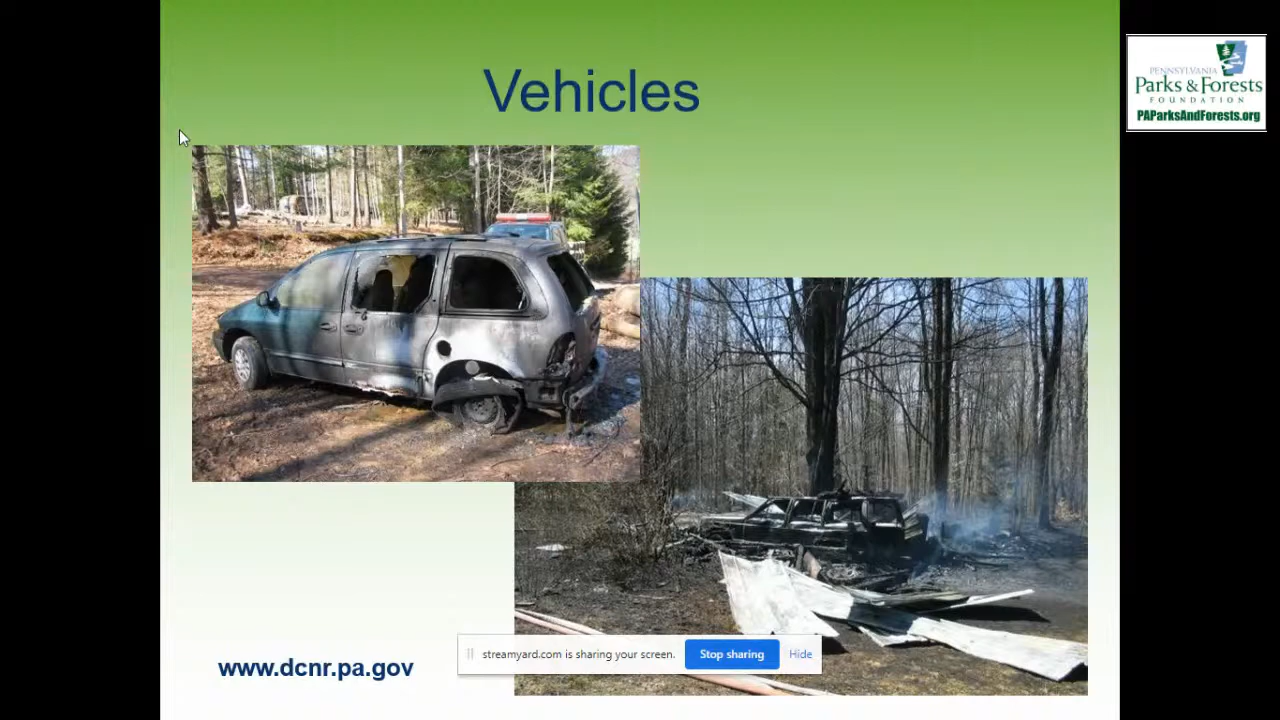 Vehicles
PENNSYLVANIA
Parks & Forests
FOUNDATION
PAParksAndForests.org
streamyard.com is sharing your screen.
Stop sharing
Hide
www.dcnr.pa.gov